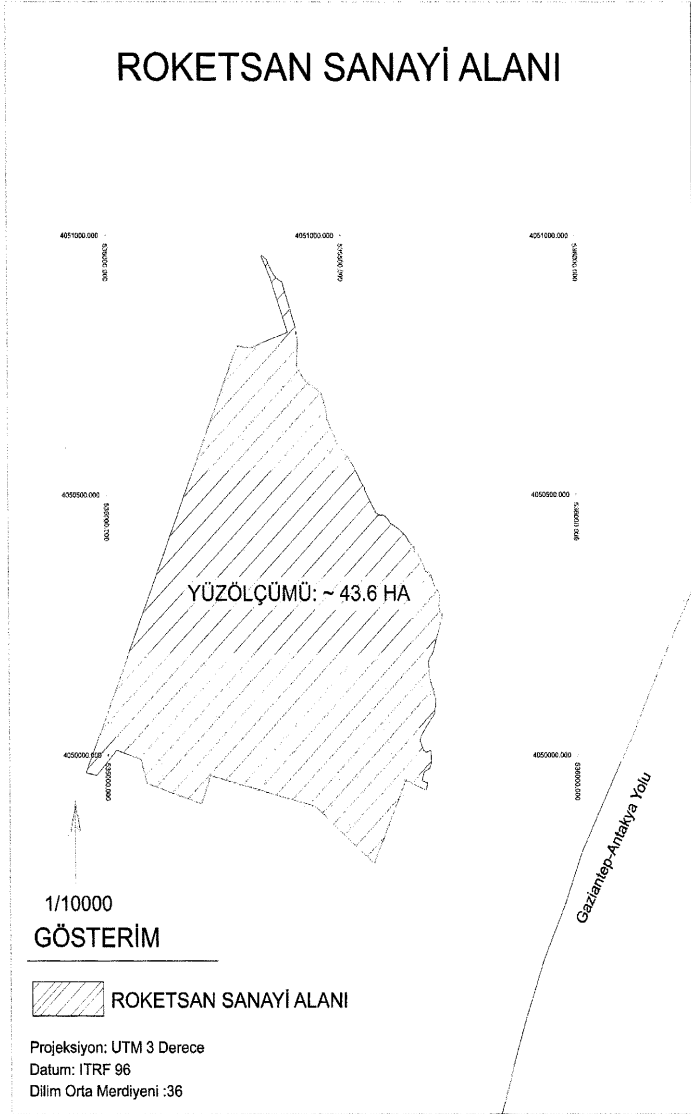 ROKETSAN SANAYİ ALANI
4051000.000
4051000.000
4051000.000
4050500.000
4050500.000
YÜZÖLÇÜMÜ: ~ 43.6 HA
4050000.000
4050000.000
Gaziantep-Antakya Yolu
1/10000
GÖSTERİM
ROKETSAN SANAYİ ALANI
Projeksiyon: UTM 3 Derece
Datum: ITRF 96
Dilim Orta Merdiyeni :36